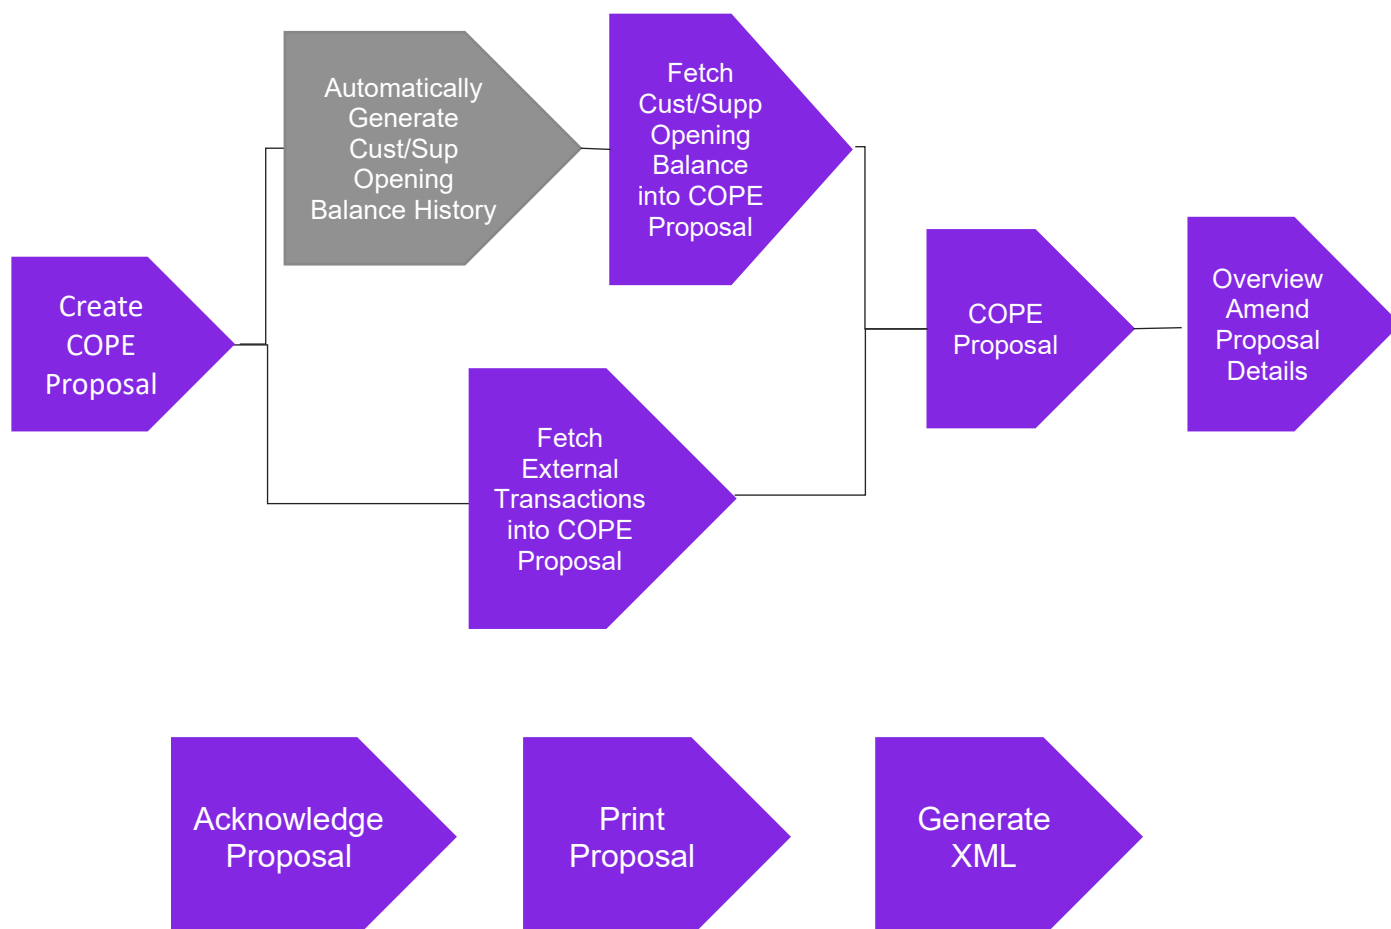 Create
COPE
Proposal
Automatically
Generate
Cust/Sup
Opening
Balance History
Fetch
Cust/Supp
Opening
Balance
into COPE
Proposal
Fetch
External
Transactions
into COPE
Proposal
COPE
Proposal
Overview
Amend
Proposal
Details
Acknowledge
Proposal
Print
Proposal
Generate
XML